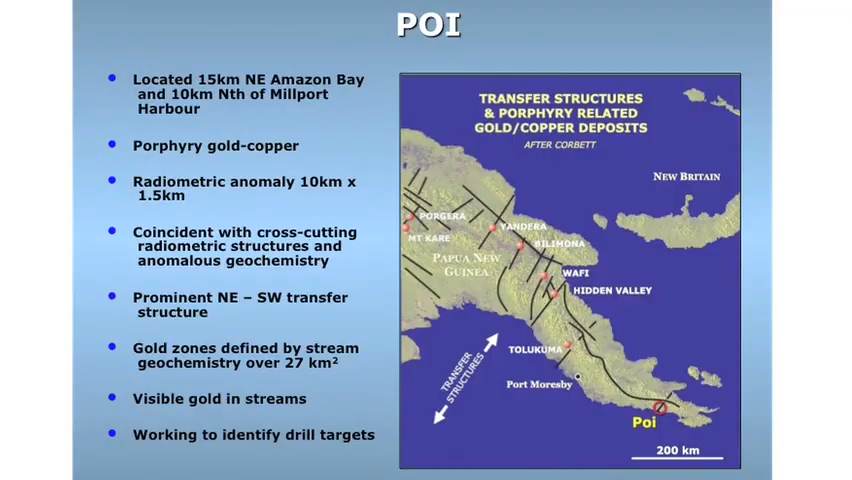 POI
Located 15km NE Amazon Bay
and 10km Nth of Millport
Harbour
Porphyry gold-copper
Radiometric anomaly 10km x
1.5km
Coincident with cross-cutting
radiometric structures and
anomalous geochemistry
Prominent NE – SW transfer
structure
Gold zones defined by stream
geochemistry over 27 km²
Visible gold in streams
Working to identify drill targets
TRANSFER STRUCTURES
& PORPHYRY RELATED
GOLD/COPPER DEPOSITS
AFTER CORBETT
NEW BRITAIN
PORGERA
MT KARE
YANDERA
BILIMOIA
PAPUA NEW
GUINEA
WAFI
HIDDEN VALLEY
TOLUKUMA
TRANSFER
STRUCTURES
Port Moresby
Poi
200 km